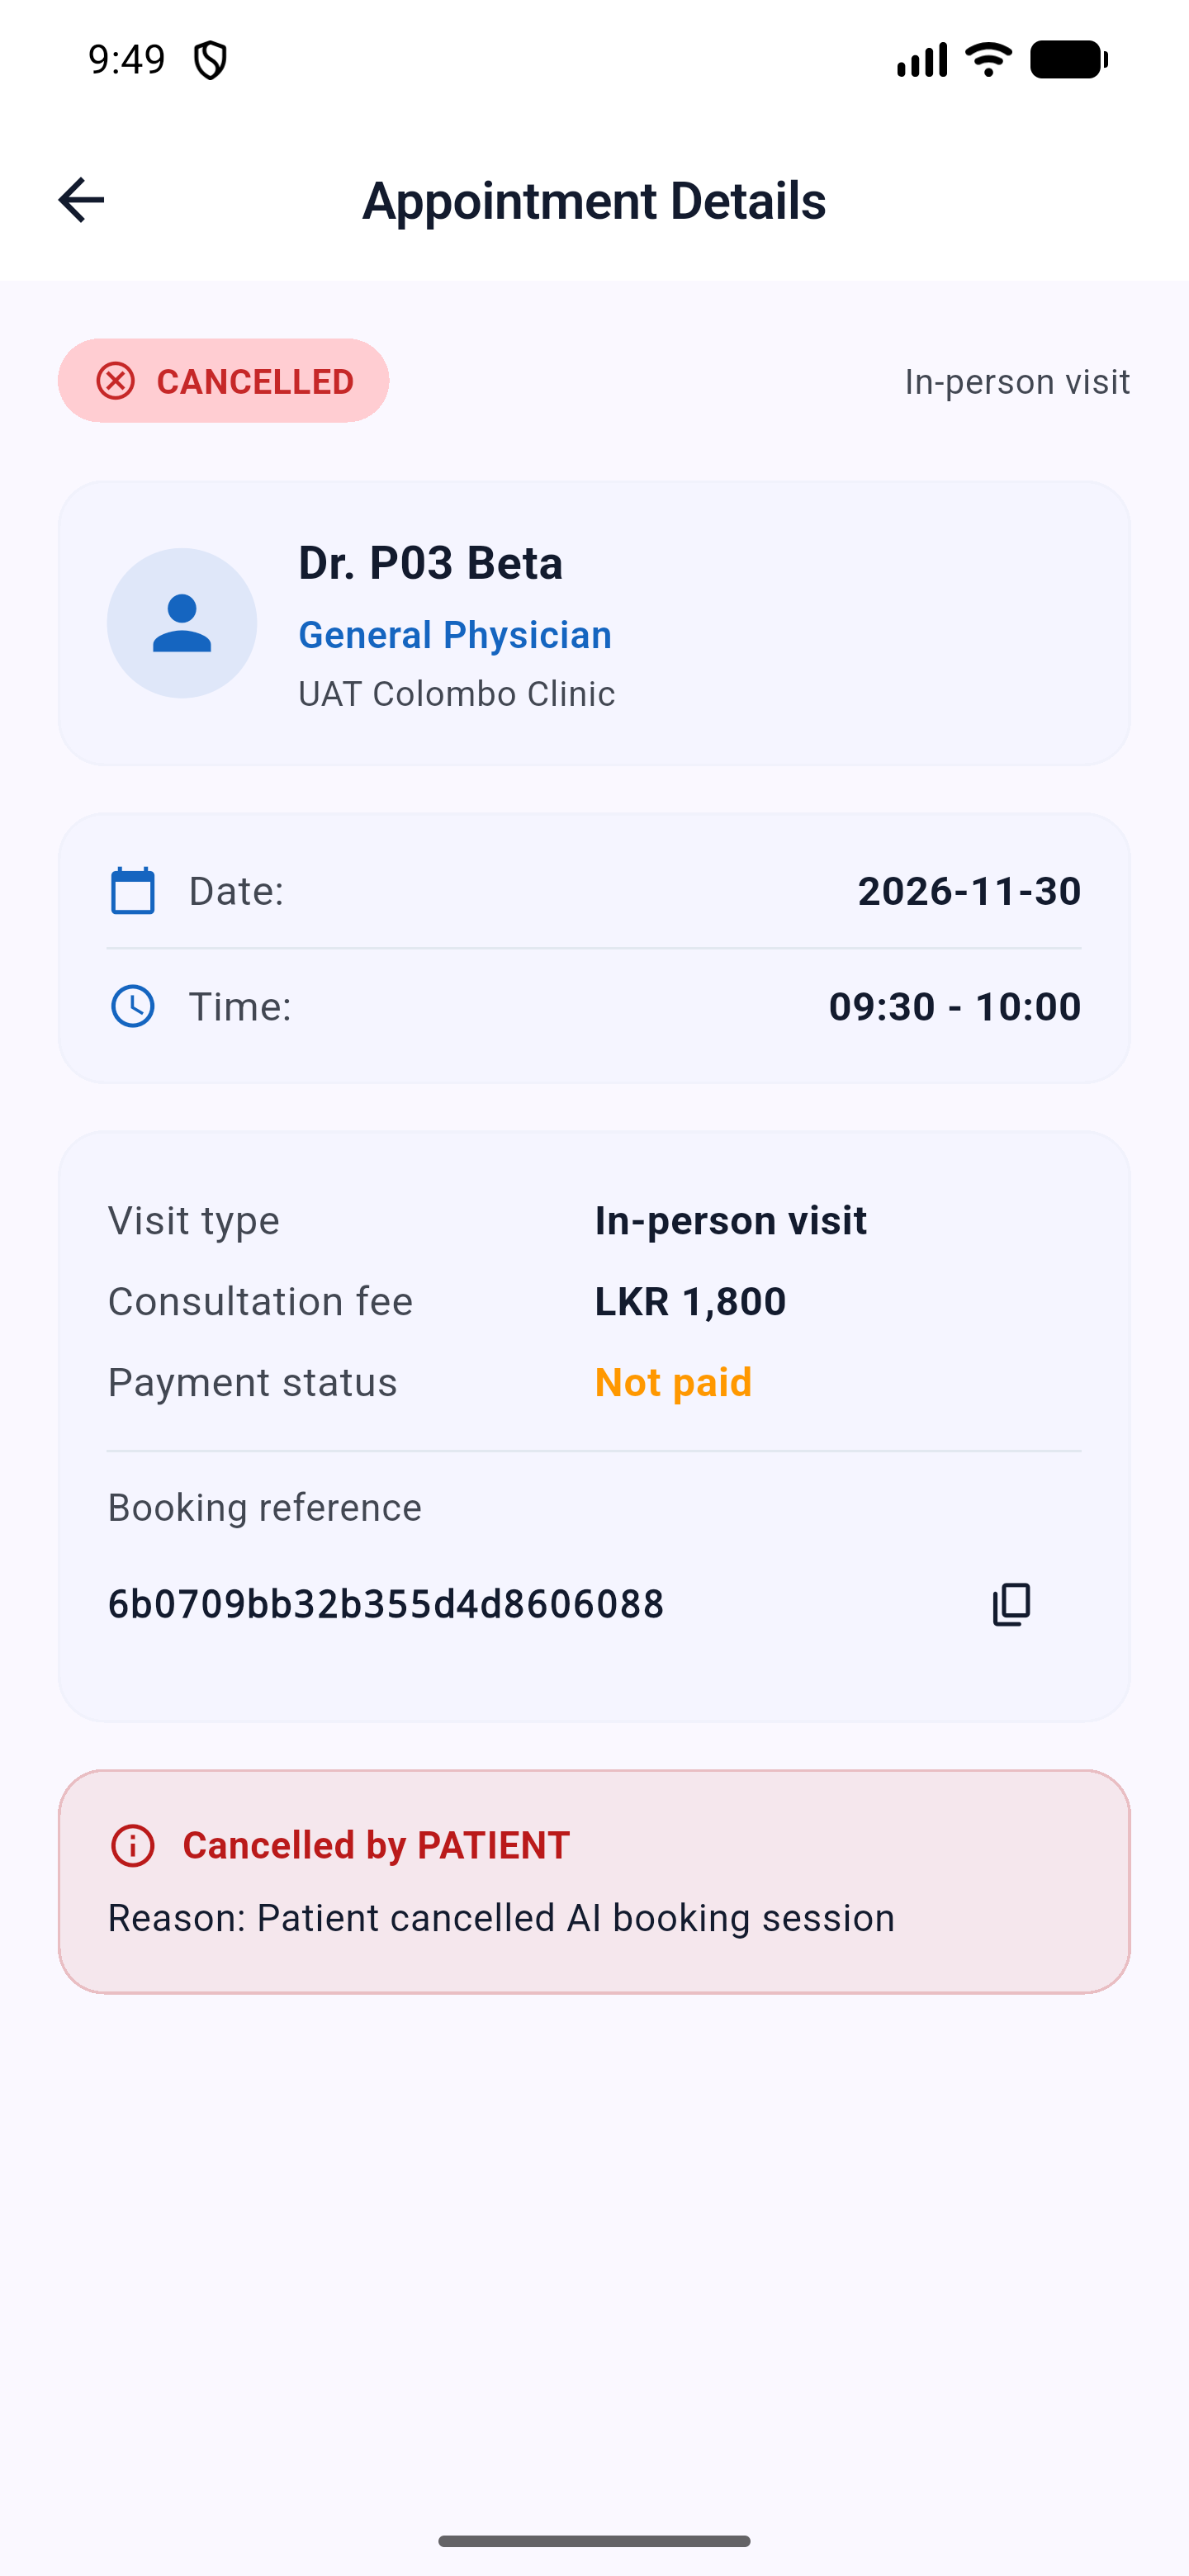 9:49
Appointment Details
CANCELLED
In-person visit
Dr. P03 Beta
General Physician
UAT Colombo Clinic
Date: 2026-11-30
Time: 09:30 - 10:00
Visit type In-person visit
Consultation fee LKR 1,800
Payment status Not paid
Booking reference
6b0709bb32b355d4d8606088
Cancelled by PATIENT
Reason: Patient cancelled AI booking session